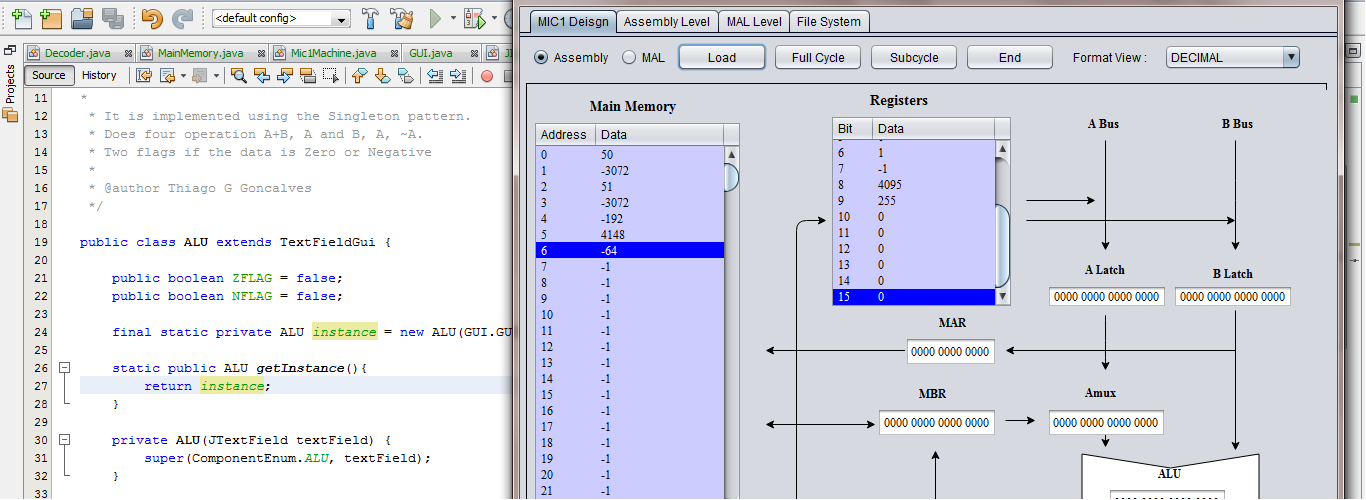 <default config>
Decoder.java
MainMemory.java
Mic1Machine.java
GUI.java
Projects
Source
History
11 *
12 * It is implemented using the Singleton pattern.
13 * Does four operation A+B, A and B, A, ~A.
14 * Two flags if the data is Zero or Negative
15 *
16 * @author Thiago G Goncalves
17 */
18
19 public class ALU extends TextFieldGui {
20
21 public boolean ZFLAG = false;
22 public boolean NFLAG = false;
23
24 final static private ALU instance = new ALU(GUI.GU
25
26 static public ALU getInstance(){
27 return instance;
28 }
29
30 private ALU(JTextField textField) {
31 super(ComponentEnum.ALU, textField);
32 }
33
MIC1 Deisgn
Assembly Level
MAL Level
File System
Assembly
MAL
Load
Full Cycle
Subcycle
End
Format View :
DECIMAL
Main Memory
Address Data
0 50
1 -3072
2 51
3 -3072
4 -192
5 4148
6 -64
7 -1
8 -1
9 -1
10 -1
11 -1
12 -1
13 -1
14 -1
15 -1
16 -1
17 -1
18 -1
19 -1
20 -1
21 -1
Registers
Bit Data
6 1
7 -1
8 4095
9 255
10 0
11 0
12 0
13 0
14 0
15 0
A Bus
B Bus
A Latch
B Latch
0000 0000 0000 0000
0000 0000 0000 0000
MAR
0000 0000 0000
MBR
Amux
0000 0000 0000 0000
0000 0000 0000 0000
ALU